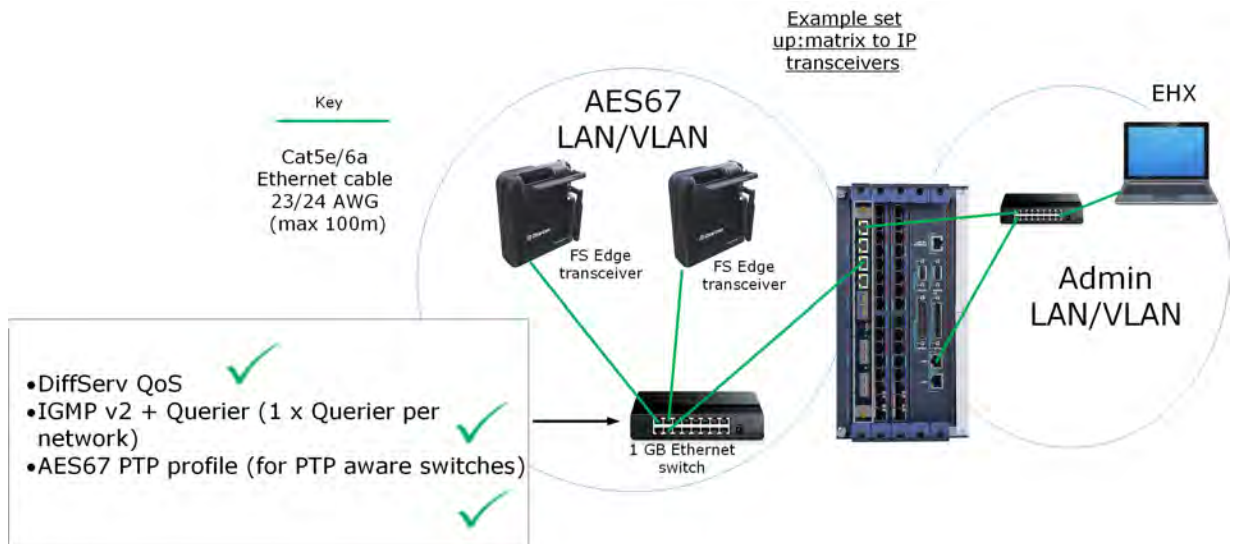 Example set
up:matrix to IP
transceivers
Key
Cat5e/6a
Ethernet cable
23/24 AWG
(max 100m)
AES67
LAN/VLAN
EHX
FS Edge
transceiver
FS Edge
transceiver
Admin
LAN/VLAN
•DiffServ QoS
•IGMP v2 + Querier (1 x Querier per
network)
•AES67 PTP profile (for PTP aware switches)
1 GB Ethernet
switch